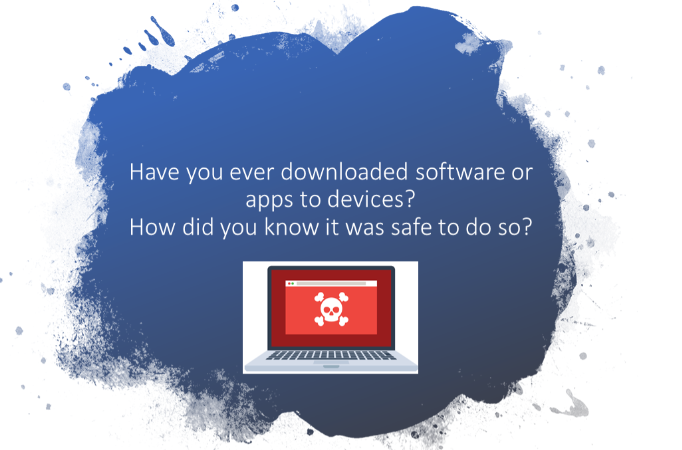 Have you ever downloaded software or
apps to devices?
How did you know it was safe to do so?